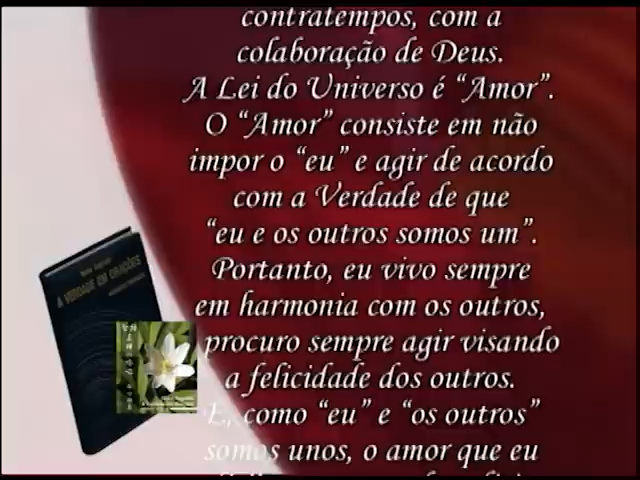 contratempos, com a
colaboração de Deus.
A Lei do Universo é “Amor”.
O “Amor” consiste em não
impor o “eu” e agir de acordo
com a Verdade de que
“eu e os outros somos um”.
Portanto, eu vivo sempre
em harmonia com os outros,
procuro sempre agir visando
a felicidade dos outros.
E, como “eu” e “os outros”
somos unos, o amor que eu
A VERDADE EM ORAÇÕES